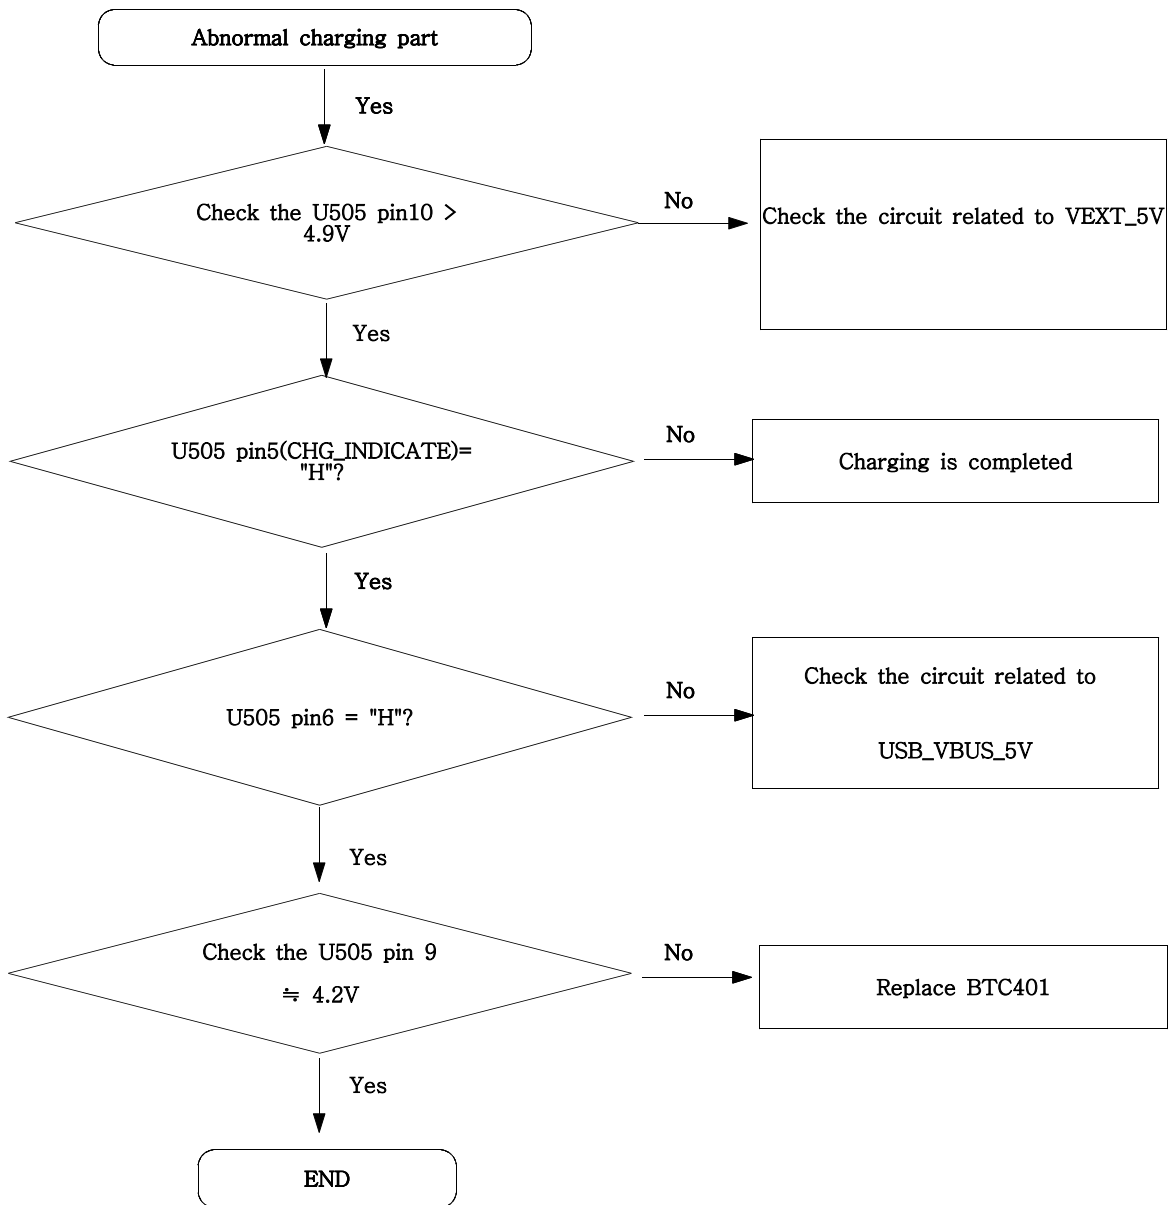 Abnormal charging part
Yes
Check the U505 pin10 >
4.9V
No
Check the circuit related to VEXT_5V
Yes
U505 pin5(CHG_INDICATE)=
"H"?
No
Charging is completed
Yes
U505 pin6 = "H"?
No
Check the circuit related to
USB_VBUS_5V
Yes
Check the U505 pin 9
≒ 4.2V
No
Replace BTC401
Yes
END